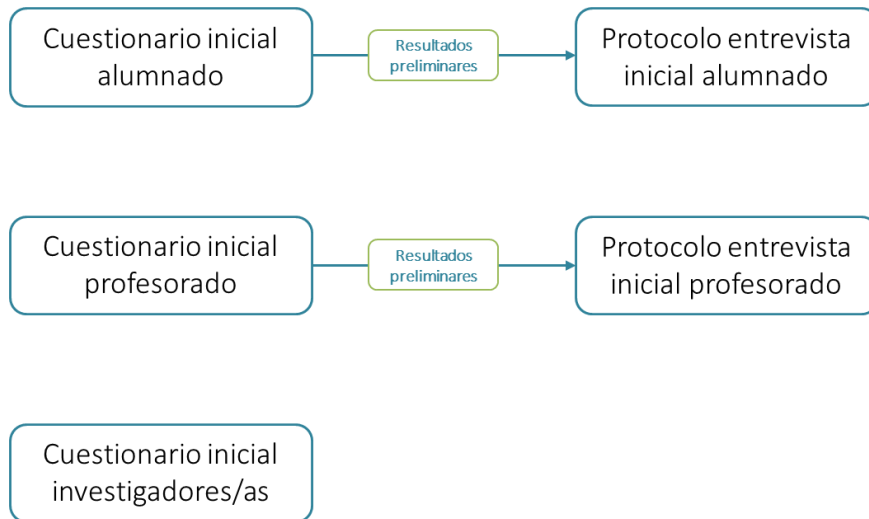 Cuestionario inicial
alumnado
Resultados
preliminares
Protocolo entrevista
inicial alumnado
Cuestionario inicial
profesorado
Resultados
preliminares
Protocolo entrevista
inicial profesorado
Cuestionario inicial
investigadores/as